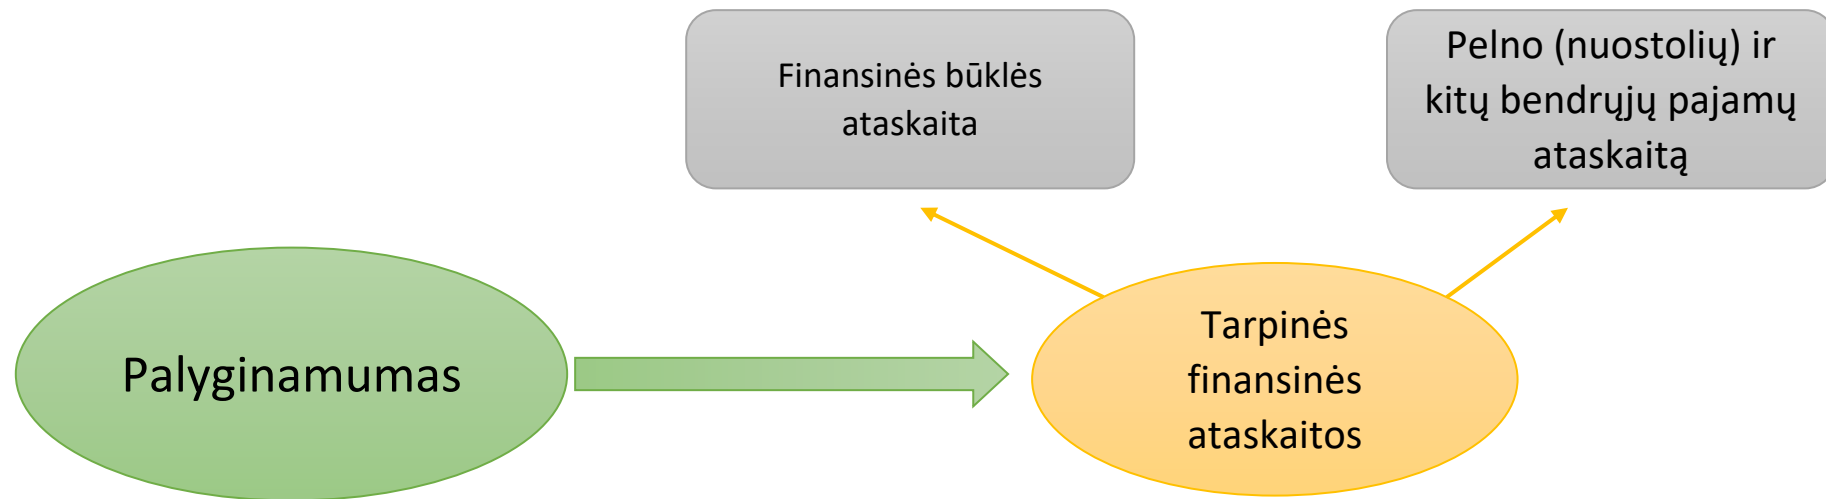 Finansinės būklės
ataskaita
Pelno (nuostolių) ir
kitų bendrųjų pajamų
ataskaitą
Palyginamumas
Tarpinės
finansinės
ataskaitos